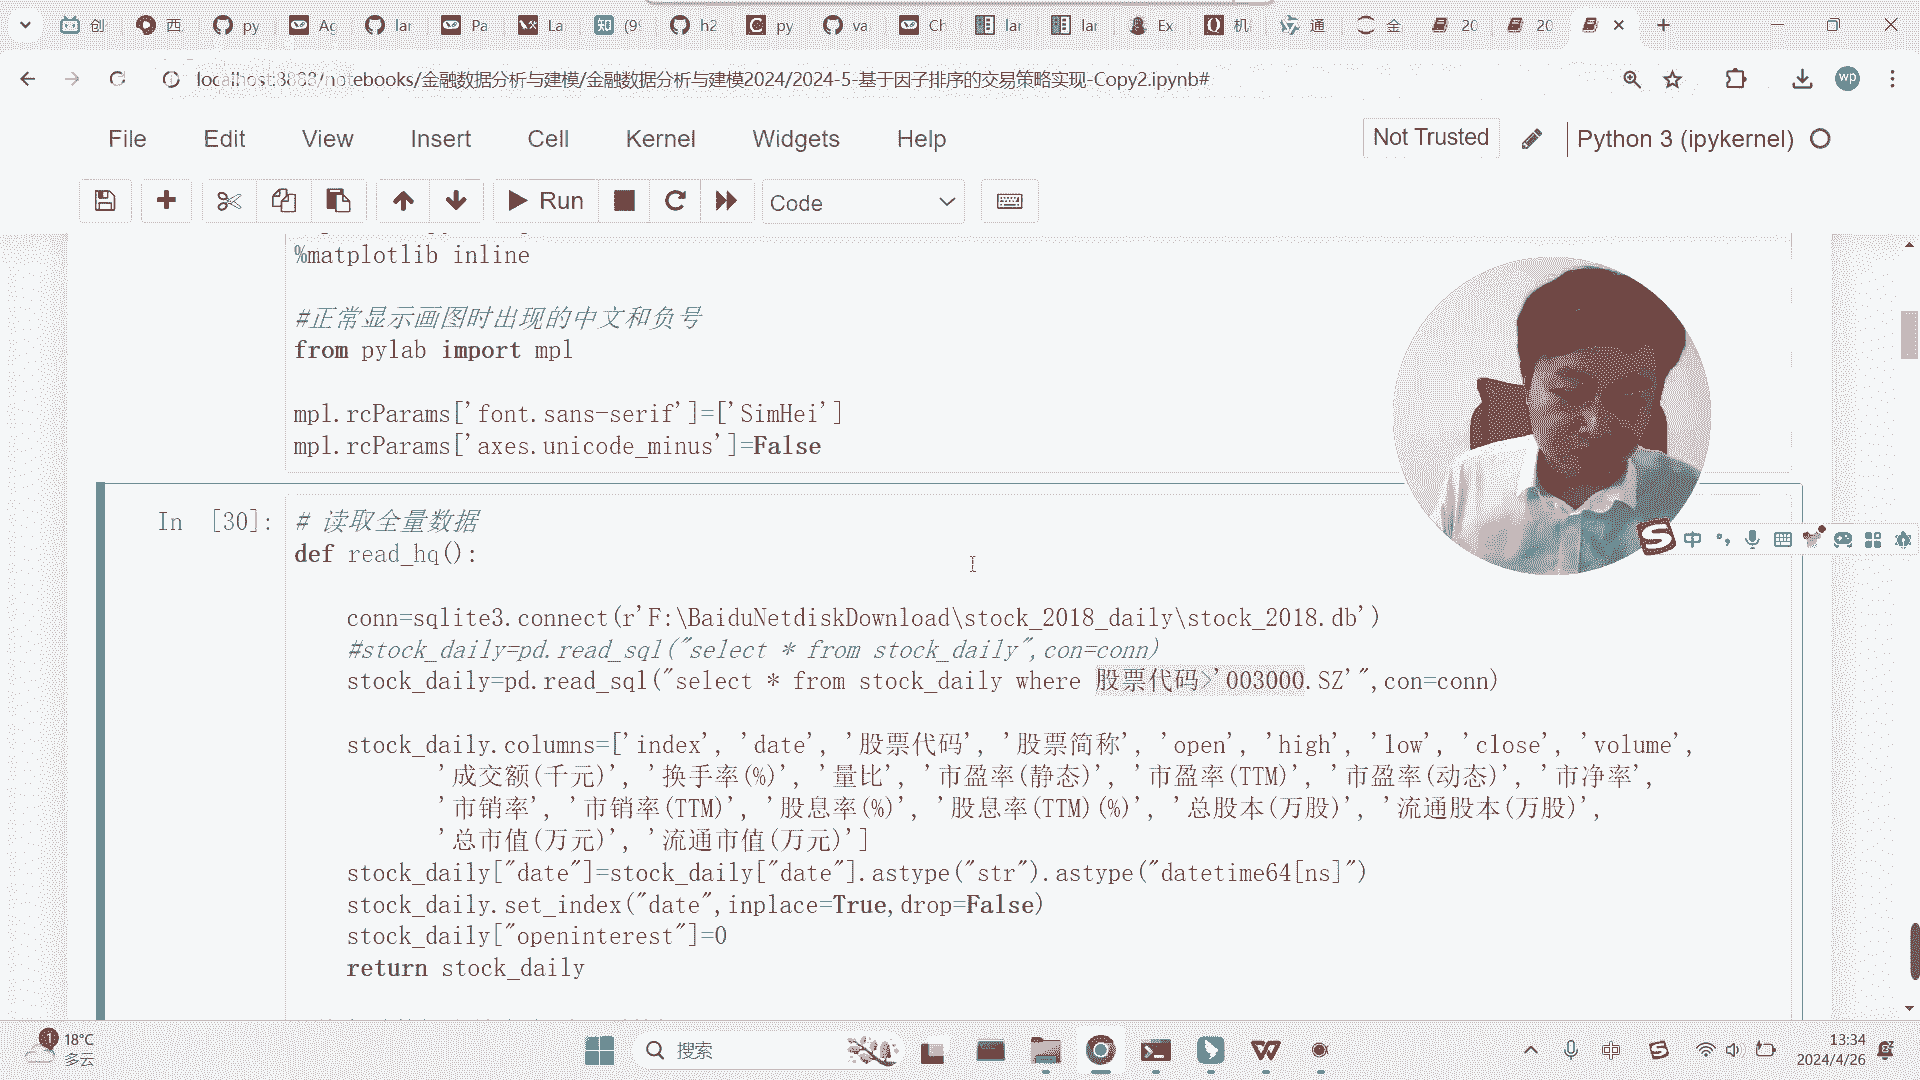 创 西 py Ag lar Pa La (9 h2 py va Ch lar lar Ex 机 通 金 20 20
localhost:8888/notebooks/金融数据分析与建模/金融数据分析与建模2024/2024-5-基于因子排序的交易策略实现-Copy2.ipynb#
wp
File Edit View Insert Cell Kernel Widgets Help
Not Trusted Python 3 (ipykernel)
Run Code
%matplotlib inline
#正常显示画图时出现的中文和负号
from pylab import mpl
mpl.rcParams['font.sans-serif']=['SimHei']
mpl.rcParams['axes.unicode_minus']=False
In [30]: # 读取全量数据
def read_hq():
conn=sqlite3.connect(r'F:\BaiduNetdiskDownload\stock_2018_daily\stock_2018.db')
#stock_daily=pd.read_sql("select * from stock_daily",con=conn)
stock_daily=pd.read_sql("select * from stock_daily where 股票代码>'003000.SZ'",con=conn)
stock_daily.columns=['index', 'date', '股票代码', '股票简称', 'open', 'high', 'low', 'close', 'volume',
'成交额(千元)', '换手率(%)', '量比', '市盈率(静态)', '市盈率(TTM)', '市盈率(动态)', '市净率',
'市销率', '市销率(TTM)', '股息率(%)', '股息率(TTM)(%)', '总股本(万股)', '流通股本(万股)',
'总市值(万元)', '流通市值(万元)']
stock_daily["date"]=stock_daily["date"].astype("str").astype("datetime64[ns]")
stock_daily.set_index("date",inplace=True,drop=False)
stock_daily["openinterest"]=0
return stock_daily
中
18°C
多云
搜索
13:34
2024/4/26